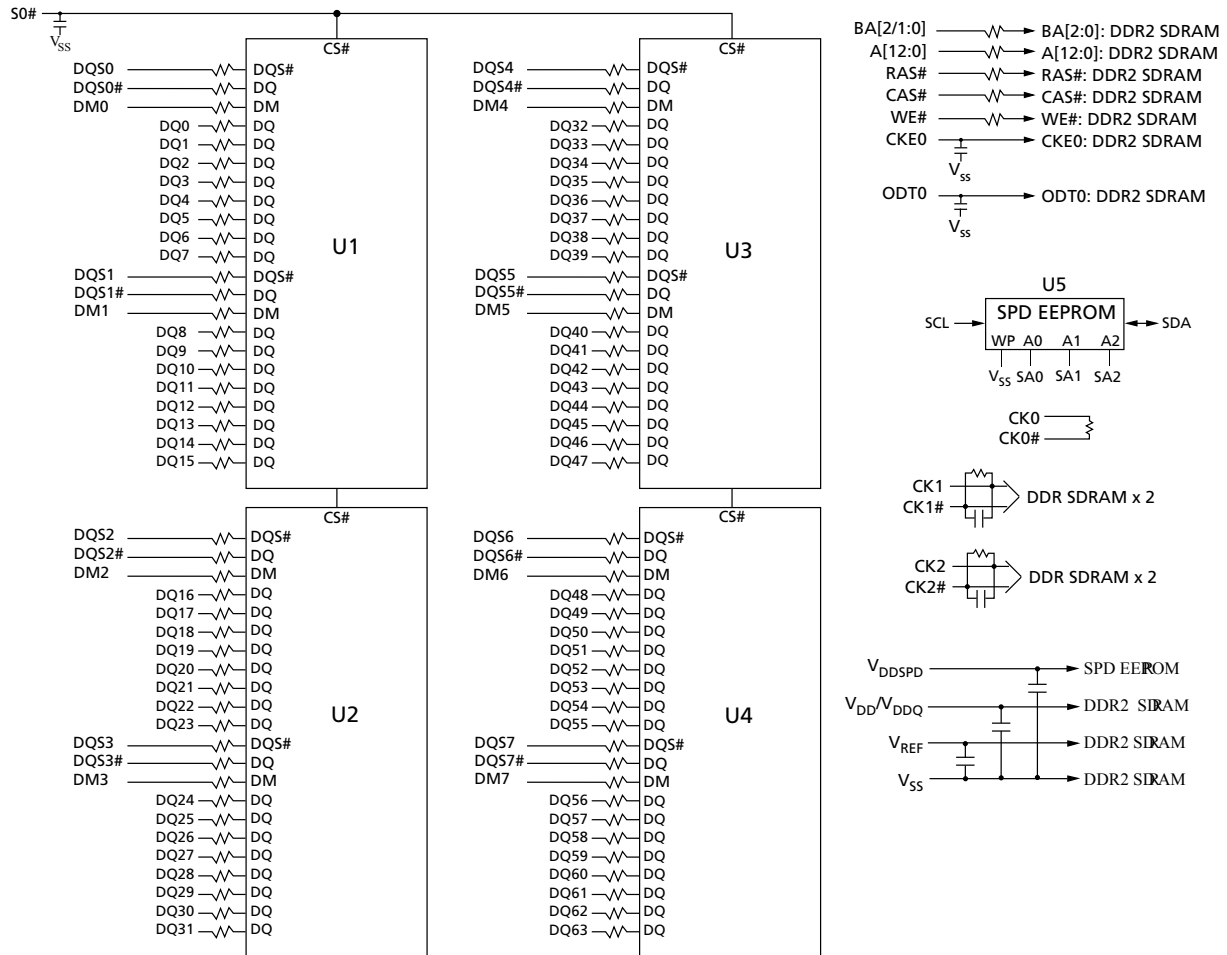 S0#
VSS
CS#
DQS0 DQS#
DQS0# DQ
DM0 DM
DQ0 DQ
DQ1 DQ
DQ2 DQ
DQ3 DQ
DQ4 DQ
DQ5 DQ
DQ6 DQ
DQ7 DQ
U1
DQS1 DQS#
DQS1# DQ
DM1 DM
DQ8 DQ
DQ9 DQ
DQ10 DQ
DQ11 DQ
DQ12 DQ
DQ13 DQ
DQ14 DQ
DQ15 DQ
CS#
DQS2 DQS#
DQS2# DQ
DM2 DM
DQ16 DQ
DQ17 DQ
DQ18 DQ
DQ19 DQ
DQ20 DQ
DQ21 DQ
DQ22 DQ
DQ23 DQ
U2
DQS3 DQS#
DQS3# DQ
DM3 DM
DQ24 DQ
DQ25 DQ
DQ26 DQ
DQ27 DQ
DQ28 DQ
DQ29 DQ
DQ30 DQ
DQ31 DQ
CS#
DQS4 DQS#
DQS4# DQ
DM4 DM
DQ32 DQ
DQ33 DQ
DQ34 DQ
DQ35 DQ
DQ36 DQ
DQ37 DQ
DQ38 DQ
DQ39 DQ
U3
DQS5 DQS#
DQS5# DQ
DM5 DM
DQ40 DQ
DQ41 DQ
DQ42 DQ
DQ43 DQ
DQ44 DQ
DQ45 DQ
DQ46 DQ
DQ47 DQ
CS#
DQS6 DQS#
DQS6# DQ
DM6 DM
DQ48 DQ
DQ49 DQ
DQ50 DQ
DQ51 DQ
DQ52 DQ
DQ53 DQ
DQ54 DQ
DQ55 DQ
U4
DQS7 DQS#
DQS7# DQ
DM7 DM
DQ56 DQ
DQ57 DQ
DQ58 DQ
DQ59 DQ
DQ60 DQ
DQ61 DQ
DQ62 DQ
DQ63 DQ
BA[2/1:0] BA[2:0]: DDR2 SDRAM
A[12:0] A[12:0]: DDR2 SDRAM
RAS# RAS#: DDR2 SDRAM
CAS# CAS#: DDR2 SDRAM
WE# WE#: DDR2 SDRAM
CKE0 CKE0: DDR2 SDRAM
Vss
ODT0 ODT0: DDR2 SDRAM
Vss
U5
SPD EEPROM
SCL SDA
WP A0 A1 A2
VSS SA0 SA1 SA2
CK0
CK0#
CK1
CK1#
DDR SDRAM x 2
CK2
CK2#
DDR SDRAM x 2
VDDSPD SPD EEPROM
VDD/VDDQ DDR2 SDRAM
VREF DDR2 SDRAM
VSS DDR2 SDRAM